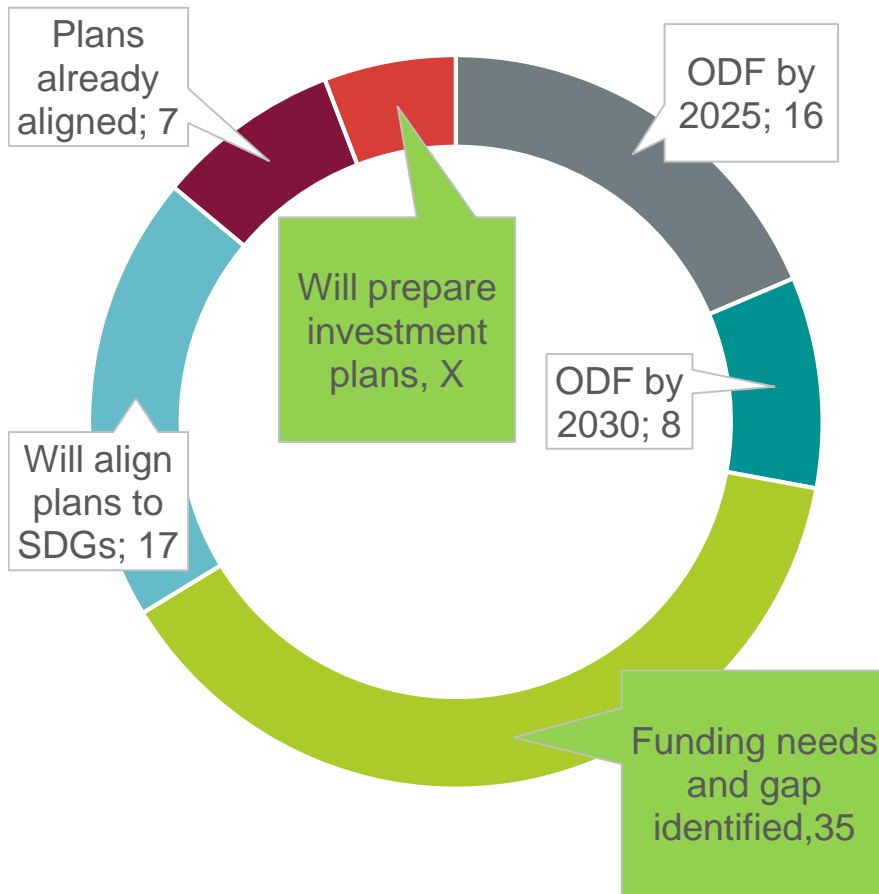 Plans
already
aligned; 7
ODF by
2025; 16
Will prepare
investment
plans, X
ODF by
2030; 8
Will align
plans to
SDGs; 17
Funding needs
and gap
identified,35